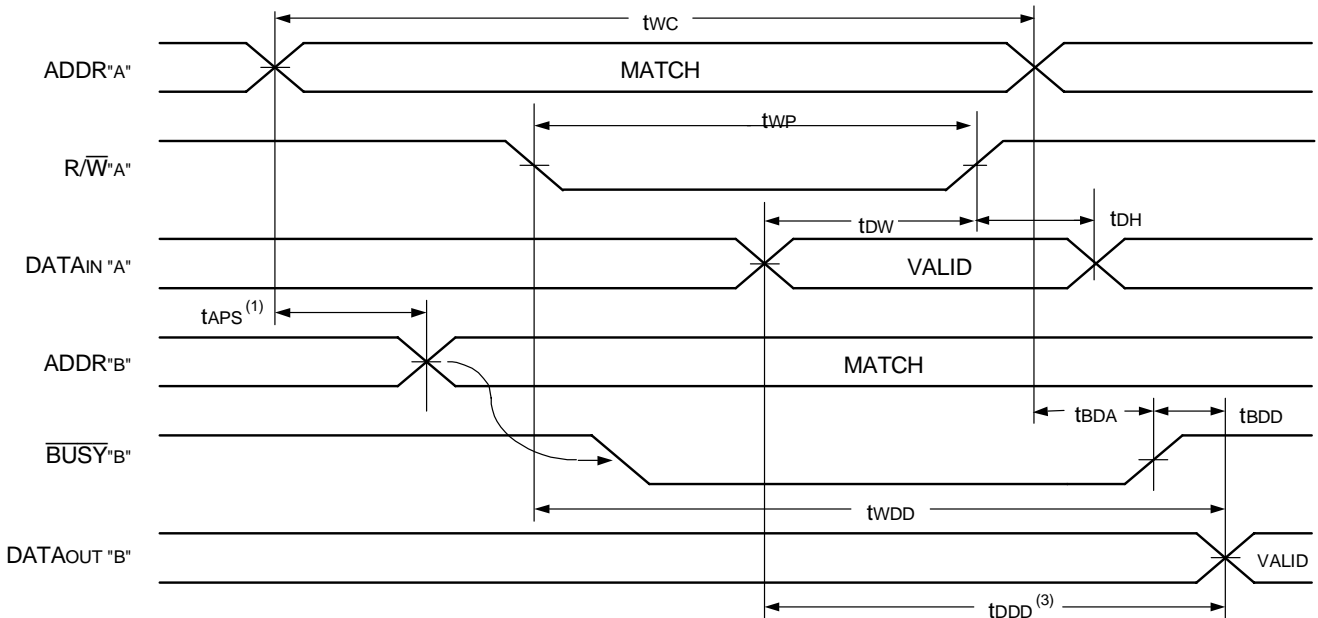 tWC
ADDR"A"
MATCH
tWP
R/W̅"A"
tDW
tDH
DATAIN "A"
VALID
tAPS (1)
ADDR"B"
MATCH
tBDA
tBDD
B̅U̅S̅Y̅"B"
tWDD
DATAOUT "B"
VALID
tDDD (3)